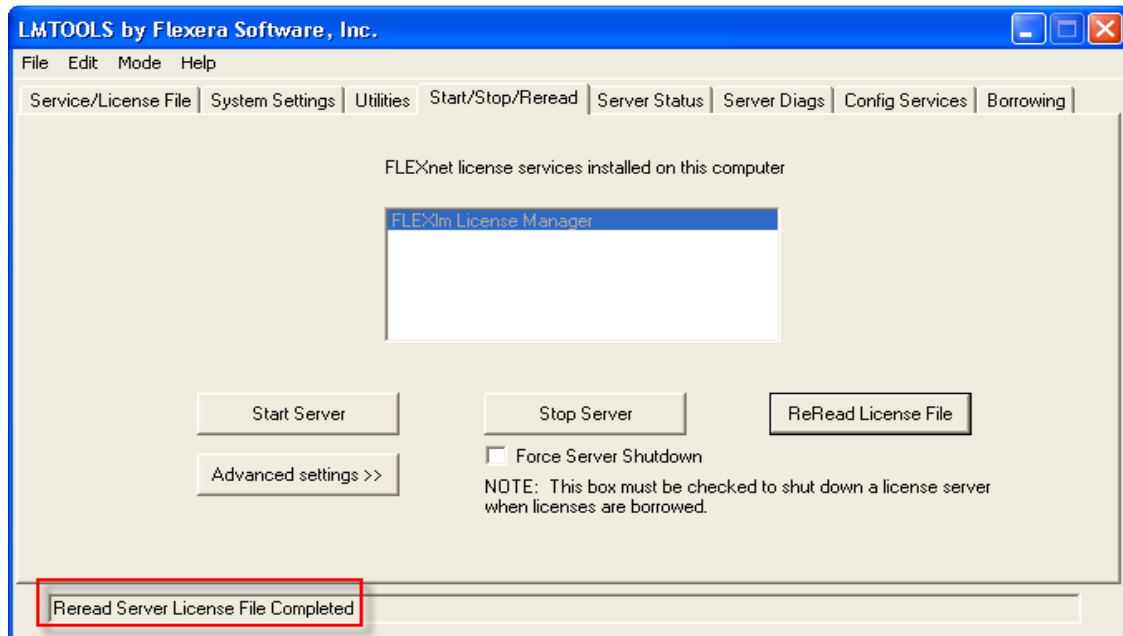 LMTOOLS by Flexera Software, Inc.
File Edit Mode Help
Service/License File System Settings Utilities Start/Stop/Reread Server Status Server Diags Config Services Borrowing
FLEXnet license services installed on this computer
FLEXlm License Manager
Start Server Stop Server ReRead License File
Advanced settings >> Force Server Shutdown
NOTE: This box must be checked to shut down a license server
when licenses are borrowed.
Reread Server License File Completed